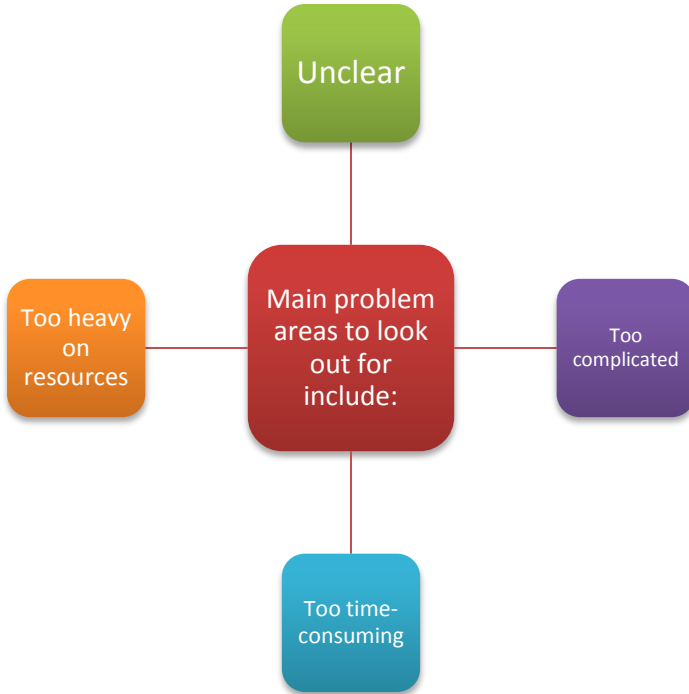 Unclear
Main problem
areas to look
out for
include:
Too heavy
on
resources
Too
complicated
Too time-
consuming